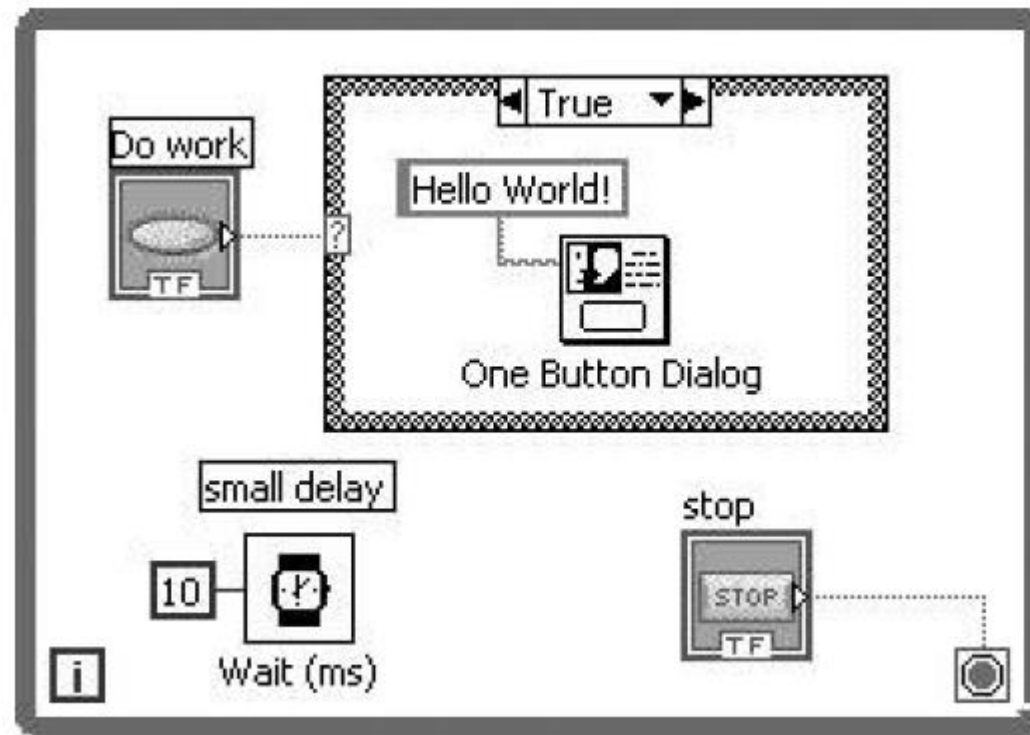 True
Do work
Hello World!
?
TF
One Button Dialog
small delay
stop
10
STOP
TF
Wait (ms)
i